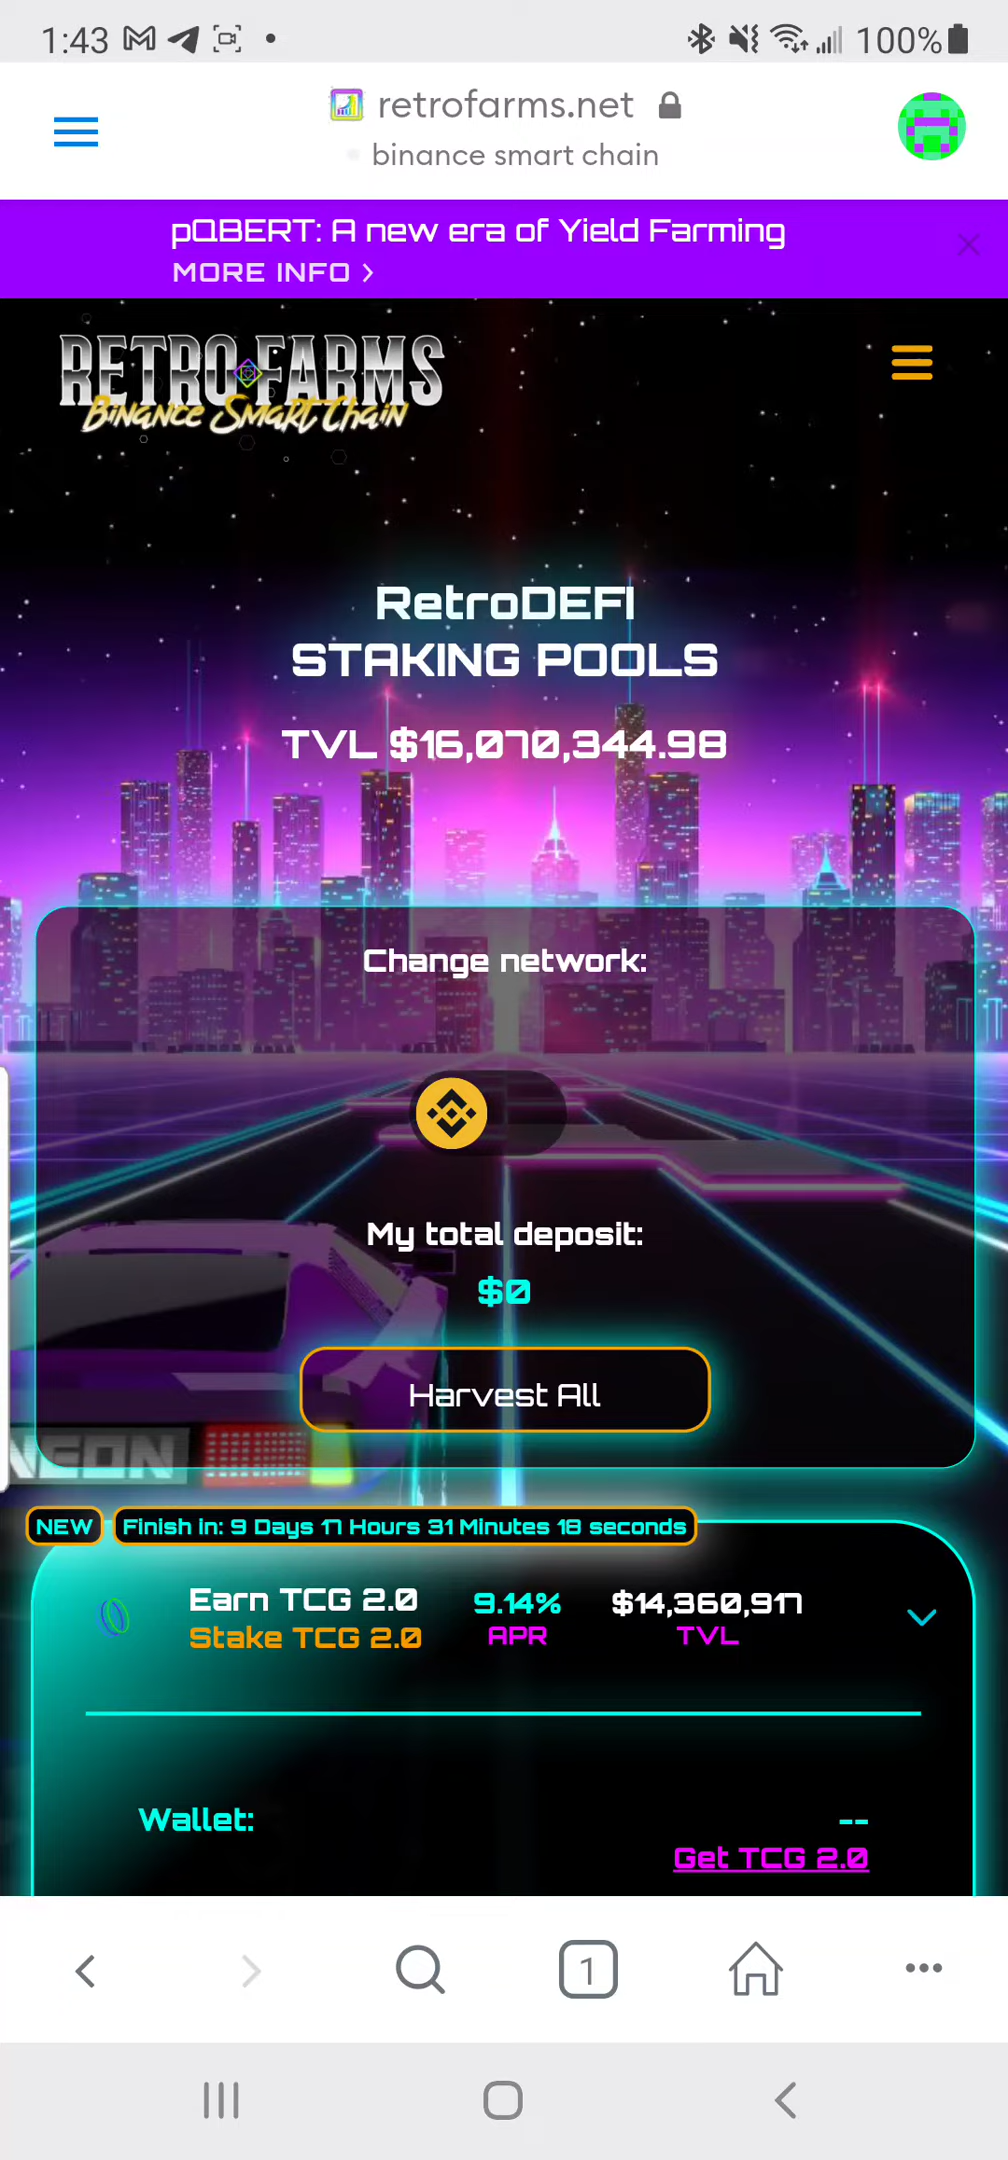 1:43
100%
retrofarms.net
binance smart chain
pQBERT: A new era of Yield Farming
MORE INFO >
RETRO FARMS
Binance Smart Chain
RetroDEFI
STAKING POOLS
TVL $16,070,344.98
Change network:
My total deposit:
$0
Harvest All
NEON
NEW Finish in: 9 Days 17 Hours 31 Minutes 18 seconds
Earn TCG 2.0 9.14% $14,360,917
Stake TCG 2.0 APR TVL
Wallet: --
Get TCG 2.0
1